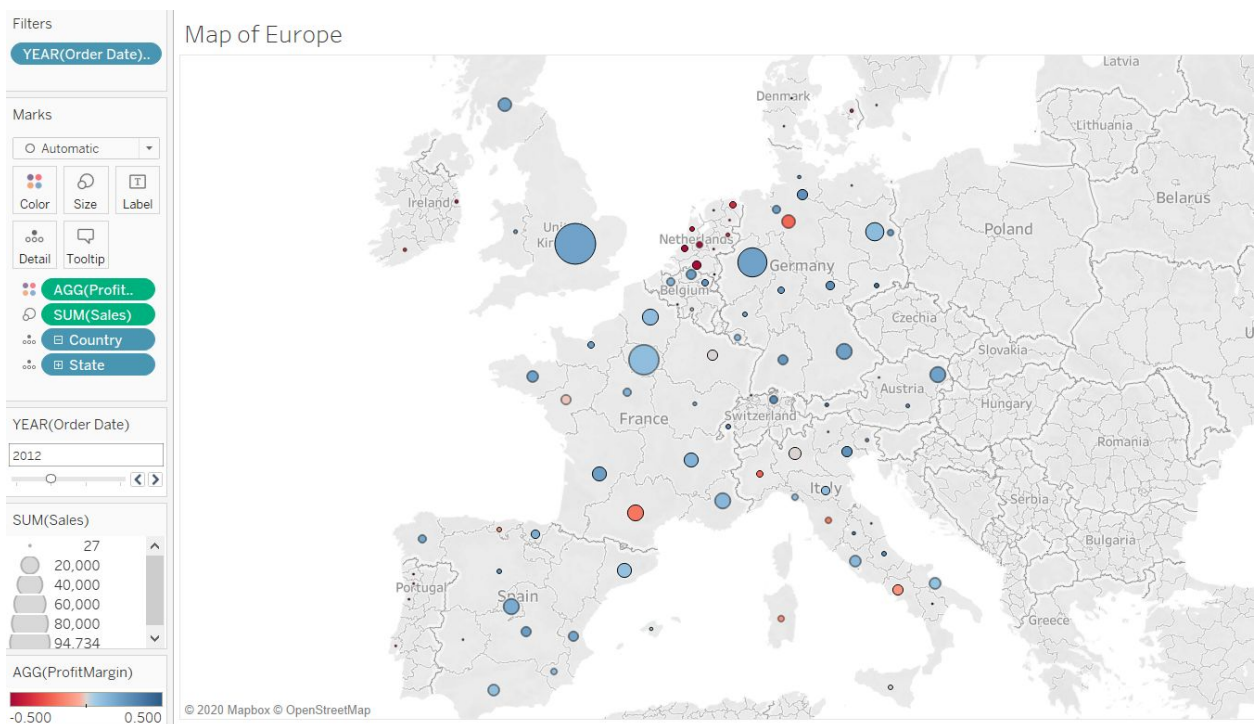 Filters
YEAR(Order Date)..
Marks
Automatic
Color
Size
Label
Detail
Tooltip
AGG(Profit..
SUM(Sales)
Country
State
YEAR(Order Date)
2012
SUM(Sales)
27
20,000
40,000
60,000
80,000
94,734
AGG(ProfitMargin)
-0.500 0.500
Map of Europe
Latvia
Denmark
Lithuania
Ireland
Belarus
Poland
Netherlands
Germany
Belgium
Czechia
Slovakia
Austria
Hungary
France
Switzerland
Romania
Italy
Serbia
Bulgaria
Portugal
Spain
Greece
© 2020 Mapbox © OpenStreetMap